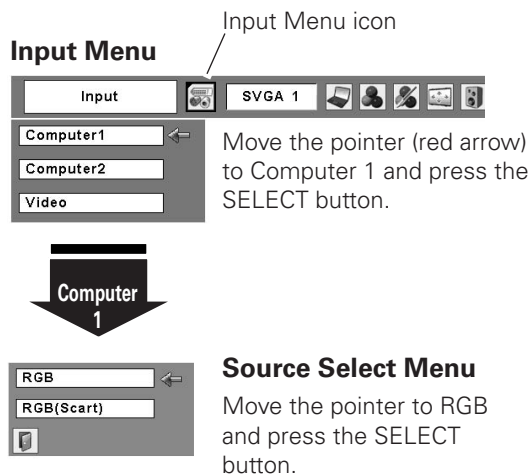 Input Menu icon
Input Menu
Input
SVGA 1
Computer1
Computer2
Video
Move the pointer (red arrow)
to Computer 1 and press the
SELECT button.
Computer
1
RGB
RGB(Scart)
Source Select Menu
Move the pointer to RGB
and press the SELECT
button.